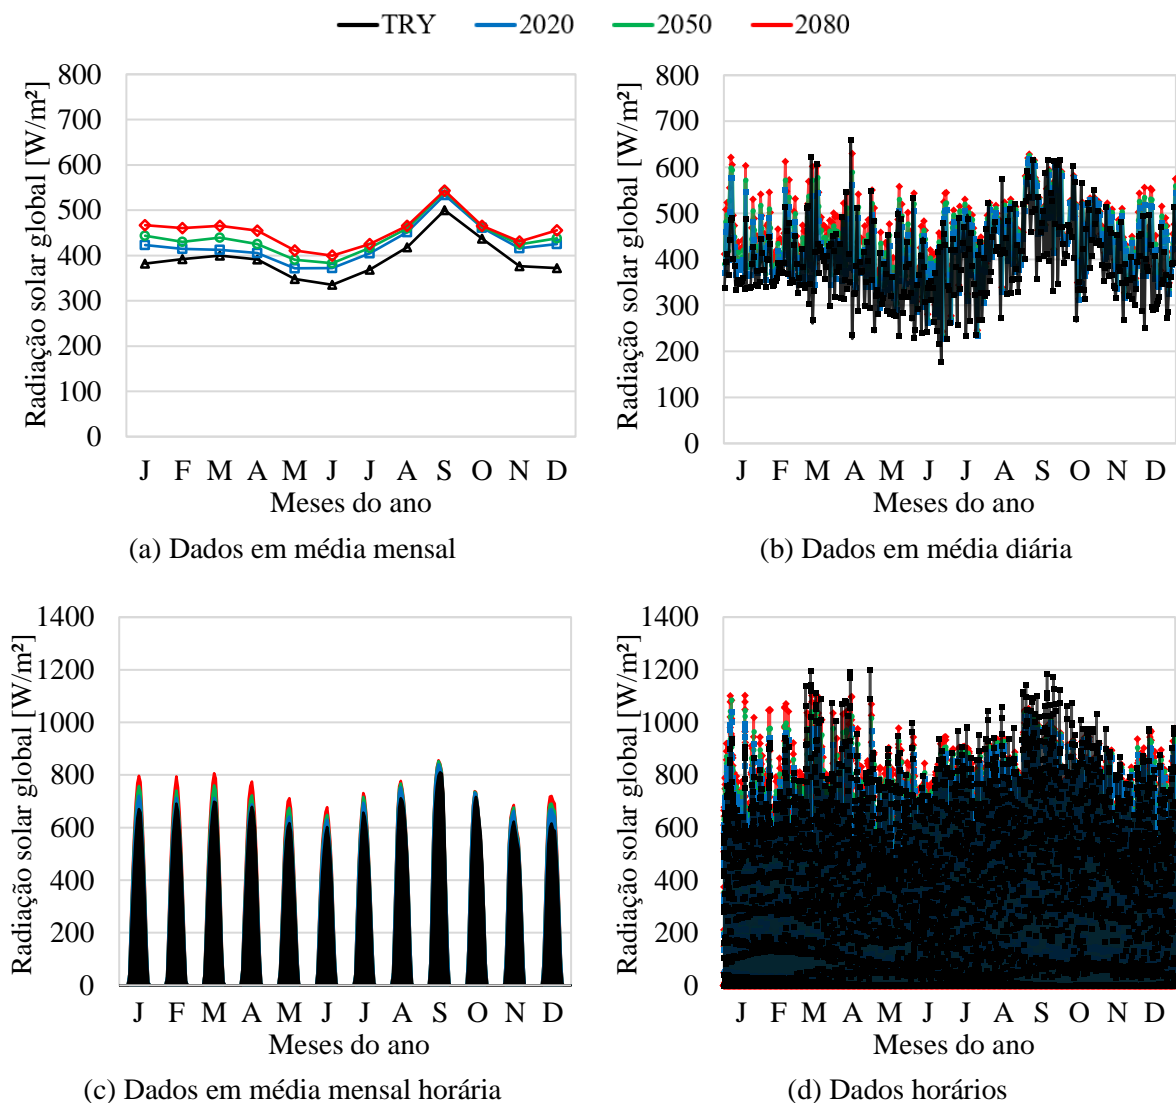 TRY 2020 2050 2080
Radiação solar global [W/m²]
800
700
600
500
400
300
200
100
0
J F M A M J J A S O N D
Meses do ano
(a) Dados em média mensal
Radiação solar global [W/m²]
800
700
600
500
400
300
200
100
0
J F M A M J J A S O N D
Meses do ano
(b) Dados em média diária
Radiação solar global [W/m²]
1400
1200
1000
800
600
400
200
0
J F M A M J J A S O N D
Meses do ano
(c) Dados em média mensal horária
Radiação solar global [W/m²]
1400
1200
1000
800
600
400
200
0
J F M A M J J A S O N D
Meses do ano
(d) Dados horários